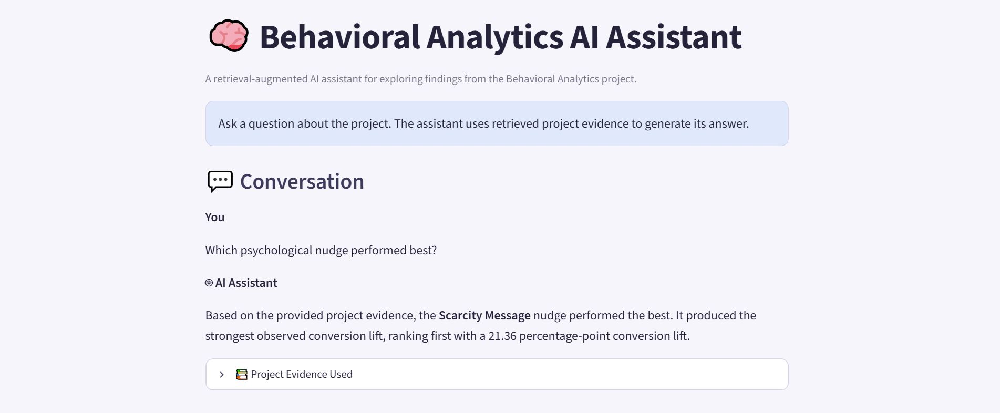 Behavioral Analytics AI Assistant
A retrieval-augmented AI assistant for exploring findings from the Behavioral Analytics project.
Ask a question about the project. The assistant uses retrieved project evidence to generate its answer.
Conversation
You
Which psychological nudge performed best?
AI Assistant
Based on the provided project evidence, the Scarcity Message nudge performed the best. It produced the
strongest observed conversion lift, ranking first with a 21.36 percentage-point conversion lift.
Project Evidence Used